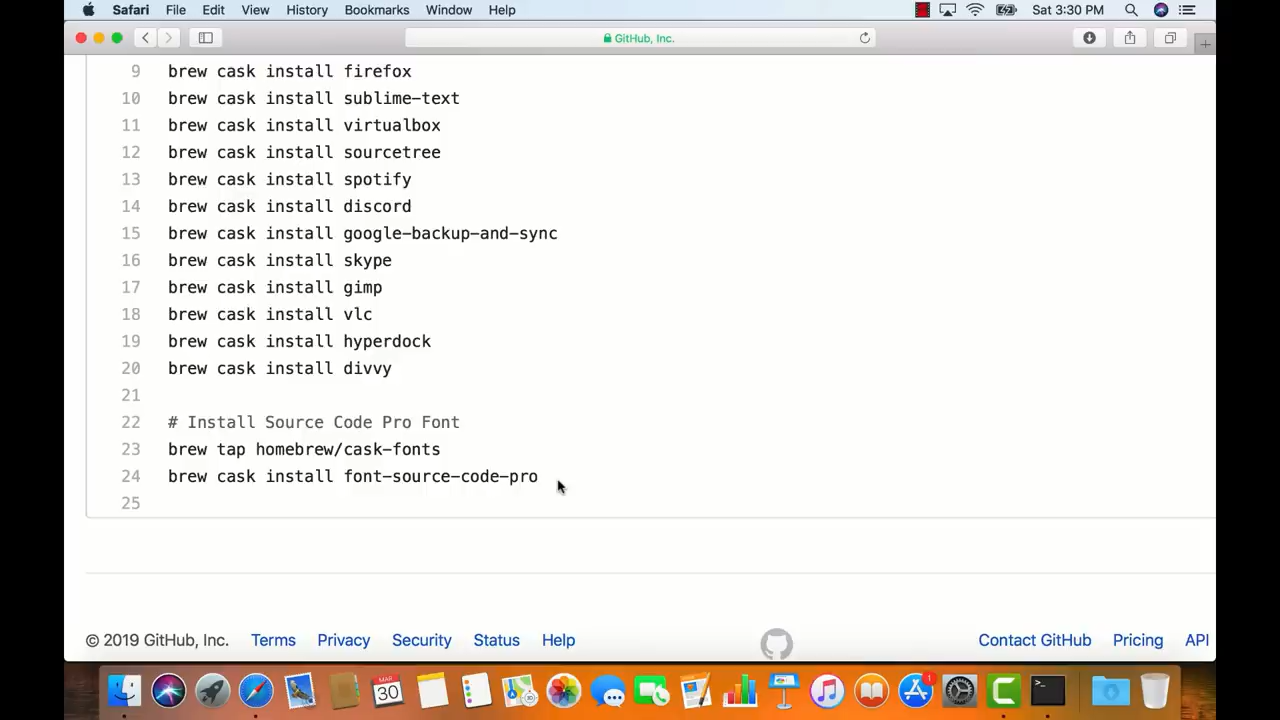 Safari File Edit View History Bookmarks Window Help Sat 3:30 PM
GitHub, Inc.
9 brew cask install firefox
10 brew cask install sublime-text
11 brew cask install virtualbox
12 brew cask install sourcetree
13 brew cask install spotify
14 brew cask install discord
15 brew cask install google-backup-and-sync
16 brew cask install skype
17 brew cask install gimp
18 brew cask install vlc
19 brew cask install hyperdock
20 brew cask install divvy
21
22 # Install Source Code Pro Font
23 brew tap homebrew/cask-fonts
24 brew cask install font-source-code-pro
25
© 2019 GitHub, Inc. Terms Privacy Security Status Help Contact GitHub Pricing API
MAR
30
1
>_